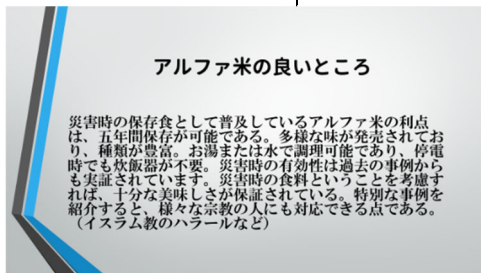 アルファ米の良いところ
災害時の保存食として普及しているアルファ米の利点
は、五年間保存が可能である。多様な味が発売されてお
り、種類が豊富。お湯または水で調理可能であり、停電
時でも炊飯器が不要。災害時の有効性は過去の事例から
も実証されています。災害時の食料ということを考慮す
れば、十分な美味しさが保証されている。特別な事例を
紹介すると、様々な宗教の人にも対応できる点である。
（イスラム教のハラールなど）